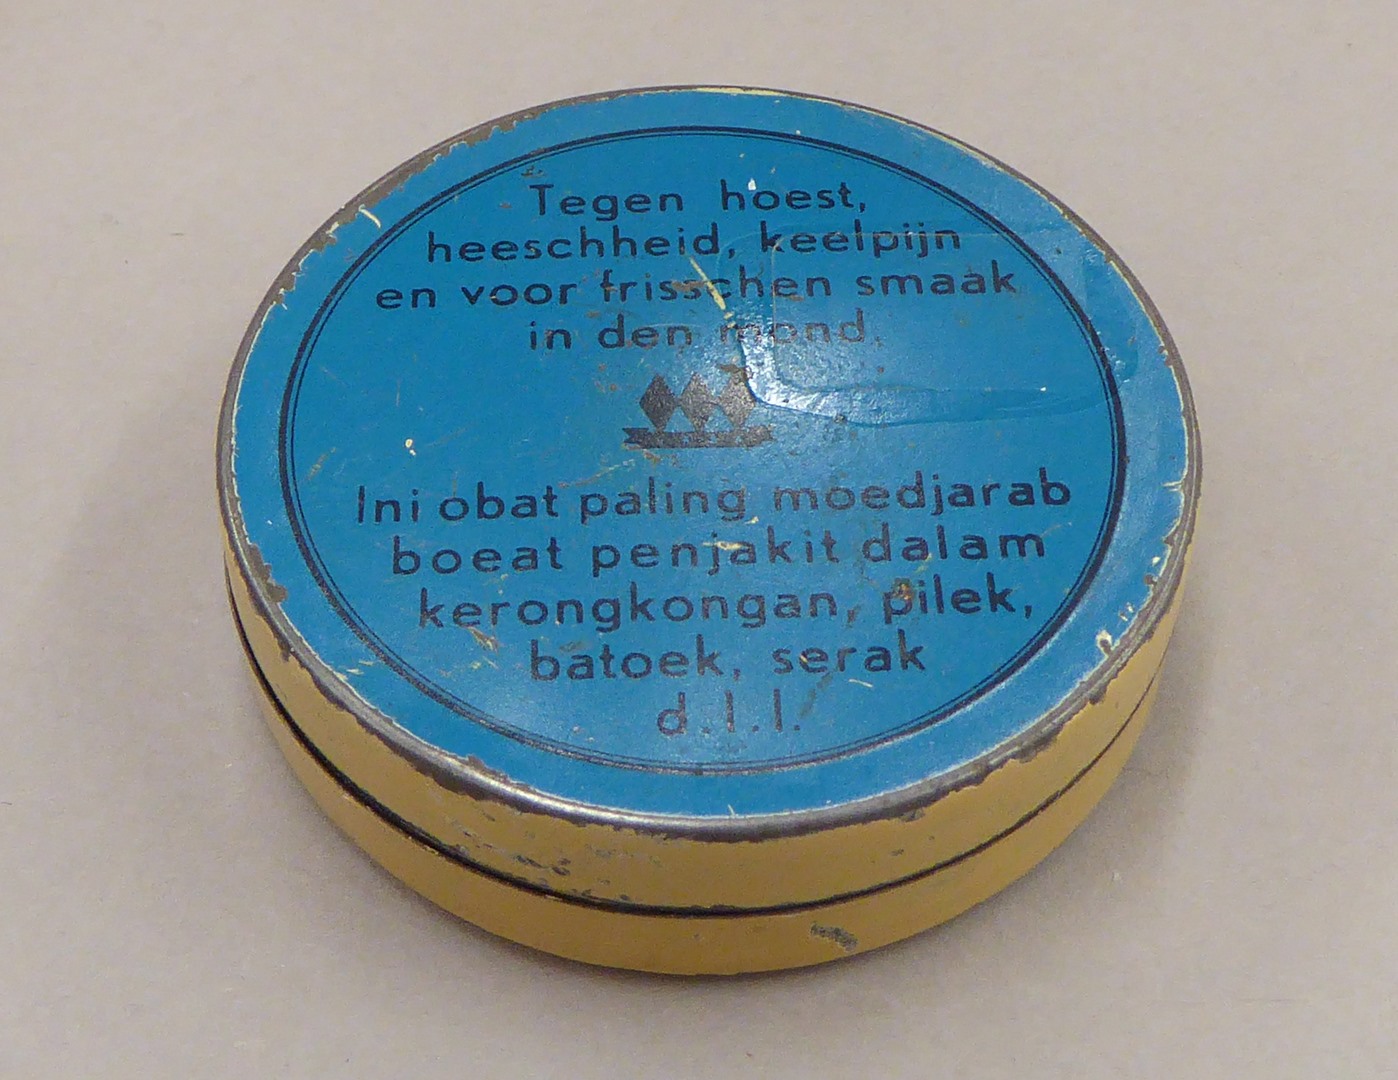 Tegen hoest,
heeschheid, keelpijn
en voor frisschen smaak
in den mond.
Ini obat paling moedjarab
boeat penjakit dalam
kerongkongan, pilek,
batoek, serak
d.l.l.